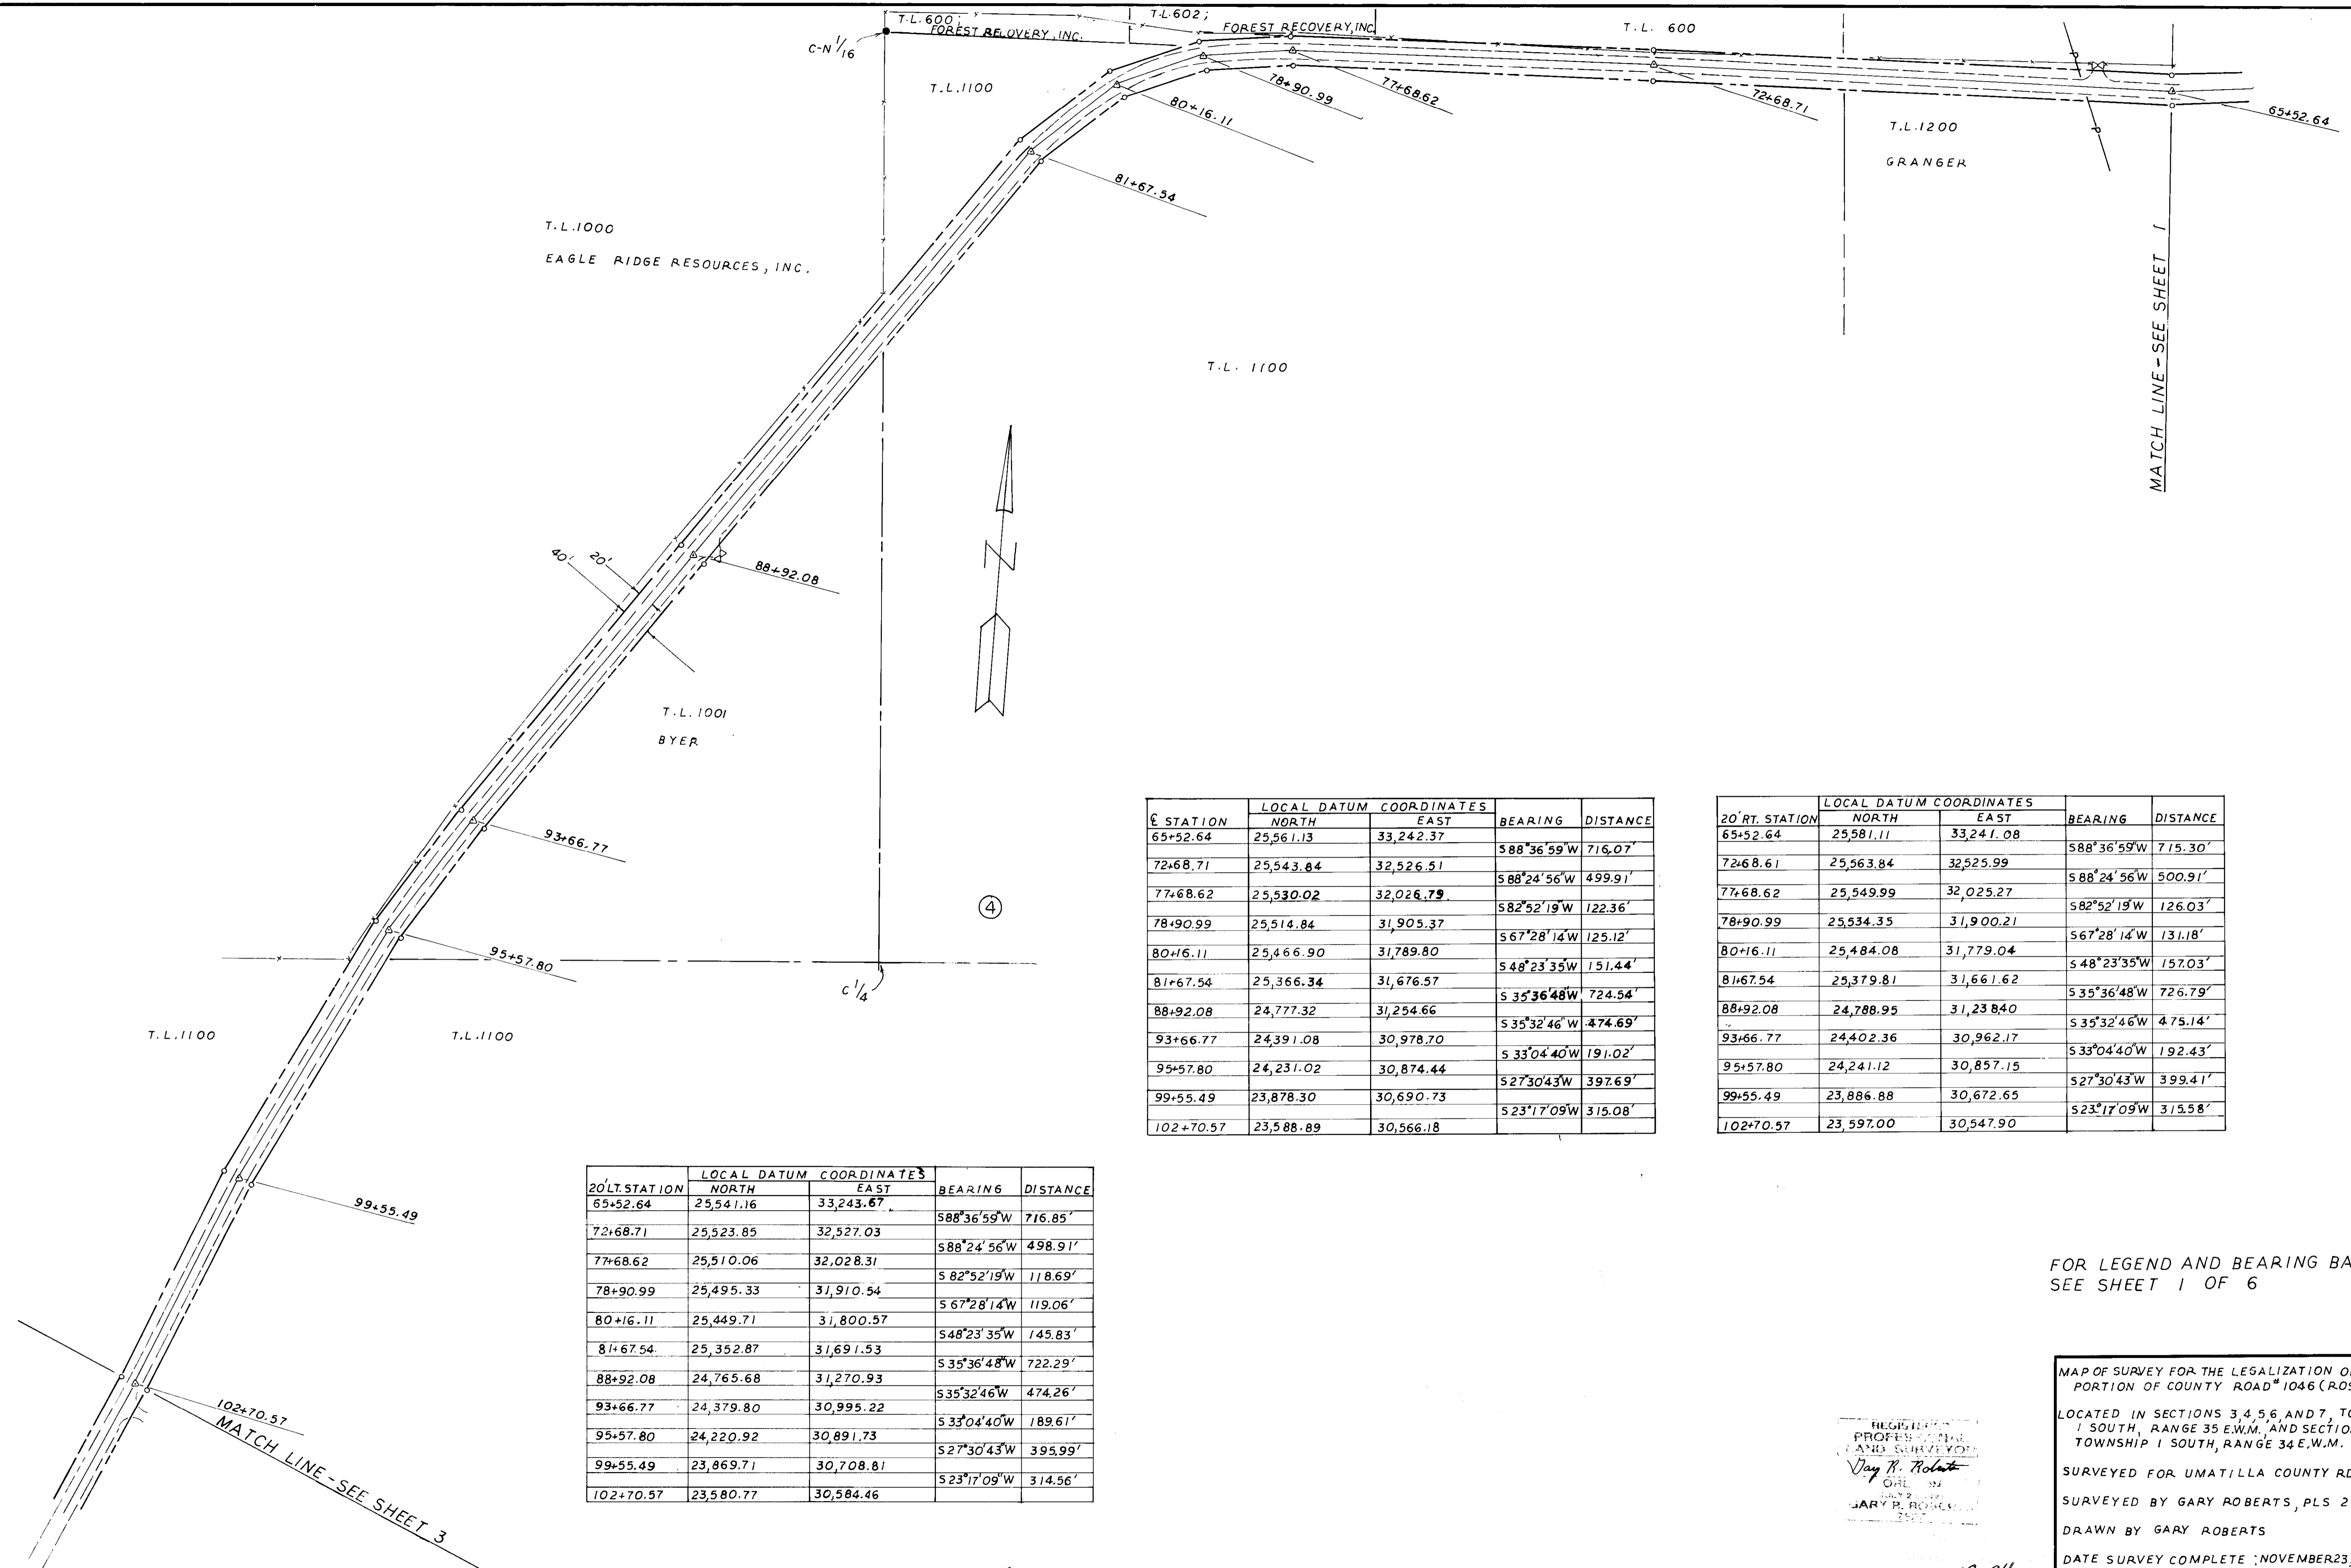 T.L.600;
T.L.602;
FOREST RECOVERY, INC.
FOREST RECOVERY, INC
T.L. 600
C-N 1/16
T.L.1100
78+90.99
77+68.62
80+16.11
72+68.71
65+52.64
T.L.1200
GRANGER
81+67.54
T.L.1000
EAGLE RIDGE RESOURCES, INC.
MATCH LINE - SEE SHEET 1
T.L. 1100
N
40'
20'
88+92.08
T.L.1001
BYER
93+66.77
4
95+57.80
C 1/4
T.L.1100
T.L.1100
99+55.49
102+70.57
MATCH LINE - SEE SHEET 3
LOCAL DATUM COORDINATES
℄ STATION NORTH EAST BEARING DISTANCE
65+52.64 25,561.13 33,242.37
S88°36'59"W 716.07'
72+68.71 25,543.84 32,526.51
S88°24'56"W 499.91'
77+68.62 25,530.02 32,026.79
S82°52'19"W 122.36'
78+90.99 25,514.84 31,905.37
S67°28'14"W 125.12'
80+16.11 25,466.90 31,789.80
S48°23'35"W 151.44'
81+67.54 25,366.34 31,676.57
S35°36'48"W 724.54'
88+92.08 24,777.32 31,254.66
S35°32'46"W 474.69'
93+66.77 24,391.08 30,978.70
S33°04'40"W 191.02'
95+57.80 24,231.02 30,874.44
S27°30'43"W 397.69'
99+55.49 23,878.30 30,690.73
S23°17'09"W 315.08'
102+70.57 23,588.89 30,566.18
LOCAL DATUM COORDINATES
20'RT. STATION NORTH EAST BEARING DISTANCE
65+52.64 25,581.11 33,241.08
S88°36'59"W 715.30'
72+68.61 25,563.84 32,525.99
S88°24'56"W 500.91'
77+68.62 25,549.99 32,025.27
S82°52'19"W 126.03'
78+90.99 25,534.35 31,900.21
S67°28'14"W 131.18'
80+16.11 25,484.08 31,779.04
S48°23'35"W 157.03'
81+67.54 25,379.81 31,661.62
S35°36'48"W 726.79'
88+92.08 24,788.95 31,238.40
S35°32'46"W 475.14'
93+66.77 24,402.36 30,962.17
S33°04'40"W 192.43'
95+57.80 24,241.12 30,857.15
S27°30'43"W 399.41'
99+55.49 23,886.88 30,672.65
S23°17'09"W 315.58'
102+70.57 23,597.00 30,547.90
LOCAL DATUM COORDINATES
20'LT. STATION NORTH EAST BEARING DISTANCE
65+52.64 25,541.16 33,243.67
S88°36'59"W 716.85'
72+68.71 25,523.85 32,527.03
S88°24'56"W 498.91'
77+68.62 25,510.06 32,028.31
S82°52'19"W 118.69'
78+90.99 25,495.33 31,910.54
S67°28'14"W 119.06'
80+16.11 25,449.71 31,800.57
S48°23'35"W 145.83'
81+67.54 25,352.87 31,691.53
S35°36'48"W 722.29'
88+92.08 24,765.68 31,270.93
S35°32'46"W 474.26'
93+66.77 24,379.80 30,995.22
S33°04'40"W 189.61'
95+57.80 24,220.92 30,891.73
S27°30'43"W 395.99'
99+55.49 23,869.71 30,708.81
S23°17'09"W 314.56'
102+70.57 23,580.77 30,584.46
FOR LEGEND AND BEARING BA
SEE SHEET 1 OF 6
REGISTERED
PROFESSIONAL
LAND SURVEYOR
GARY R. ROBERTS
MAP OF SURVEY FOR THE LEGALIZATION O
PORTION OF COUNTY ROAD #1046 (ROS
LOCATED IN SECTIONS 3,4,5,6, AND 7, TO
1 SOUTH, RANGE 35 E.W.M., AND SECTIO
TOWNSHIP 1 SOUTH, RANGE 34 E.W.M.
SURVEYED FOR UMATILLA COUNTY RD
SURVEYED BY GARY ROBERTS, PLS 2
DRAWN BY GARY ROBERTS
DATE SURVEY COMPLETE : NOVEMBER 23,